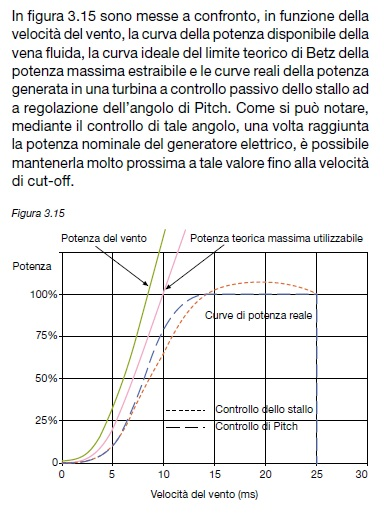 In figura 3.15 sono messe a confronto, in funzione della
velocità del vento, la curva della potenza disponibile della
vena fluida, la curva ideale del limite teorico di Betz della
potenza massima estraibile e le curve reali della potenza
generata in una turbina a controllo passivo dello stallo ed
a regolazione dell'angolo di Pitch. Come si può notare,
mediante il controllo di tale angolo, una volta raggiunta
la potenza nominale del generatore elettrico, è possibile
mantenerla molto prossima a tale valore fino alla velocità
di cut-off.
Figura 3.15
Potenza del vento
Potenza teorica massima utilizzabile
Potenza
100%
Curve di potenza reale
75%
50%
Controllo dello stallo
25%
Controllo di Pitch
0
0 5 10 15 20 25 30
Velocità del vento (ms)